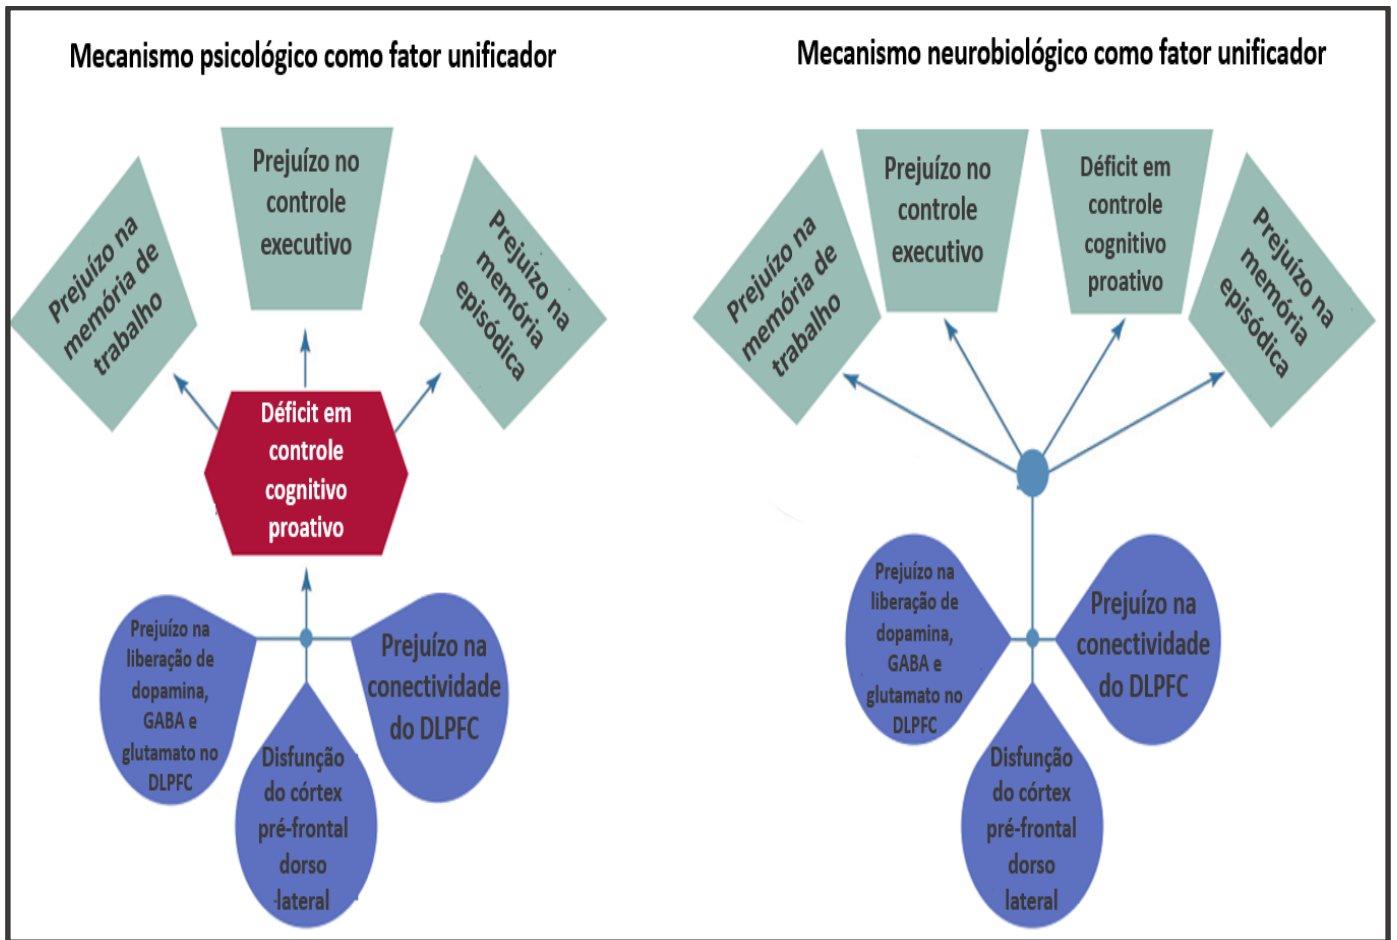 Mecanismo psicológico como fator unificador
Prejuízo na
memória de
trabalho
Prejuízo no
controle
executivo
Prejuízo na
memória
episódica
Déficit em
controle
cognitivo
proativo
Prejuízo na
liberação de
dopamina,
GABA e
glutamato no
DLPFC
Disfunção
do córtex
pré-frontal
dorso
lateral
Prejuízo na
conectividade
do DLPFC
Mecanismo neurobiológico como fator unificador
Prejuízo na
memória de
trabalho
Prejuízo no
controle
executivo
Déficit em
controle
cognitivo
proativo
Prejuízo na
memória
episódica
Prejuízo na
liberação de
dopamina,
GABA e
glutamato no
DLPFC
Disfunção
do córtex
pré-frontal
dorso
lateral
Prejuízo na
conectividade
do DLPFC